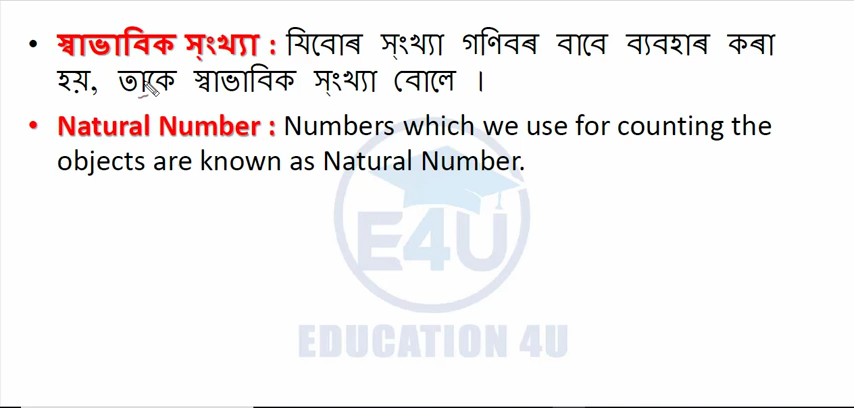 • স্বাভাবিক স্ংখ্যা : যিবোৰ স্ংখ্যা গণিবৰ বাবে ব্যবহাৰ কৰা
হয়, তাকে স্বাভাবিক স্ংখ্যা বোলে ।
• Natural Number : Numbers which we use for counting the
objects are known as Natural Number.
E4U
EDUCATION 4U